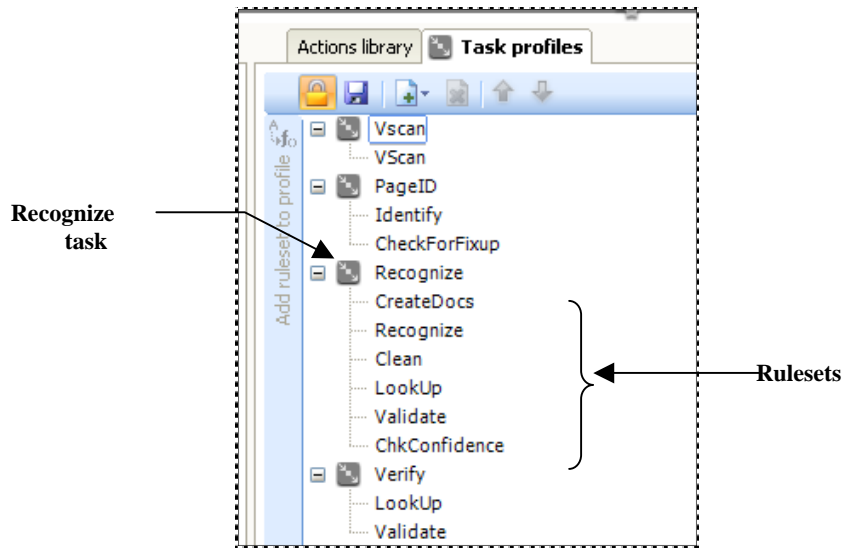 Actions library
Task profiles
Add ruleset to profile
Vscan
VScan
PageID
Identify
CheckForFixup
Recognize
task
Recognize
CreateDocs
Recognize
Clean
LookUp
Validate
ChkConfidence
Rulesets
Verify
LookUp
Validate